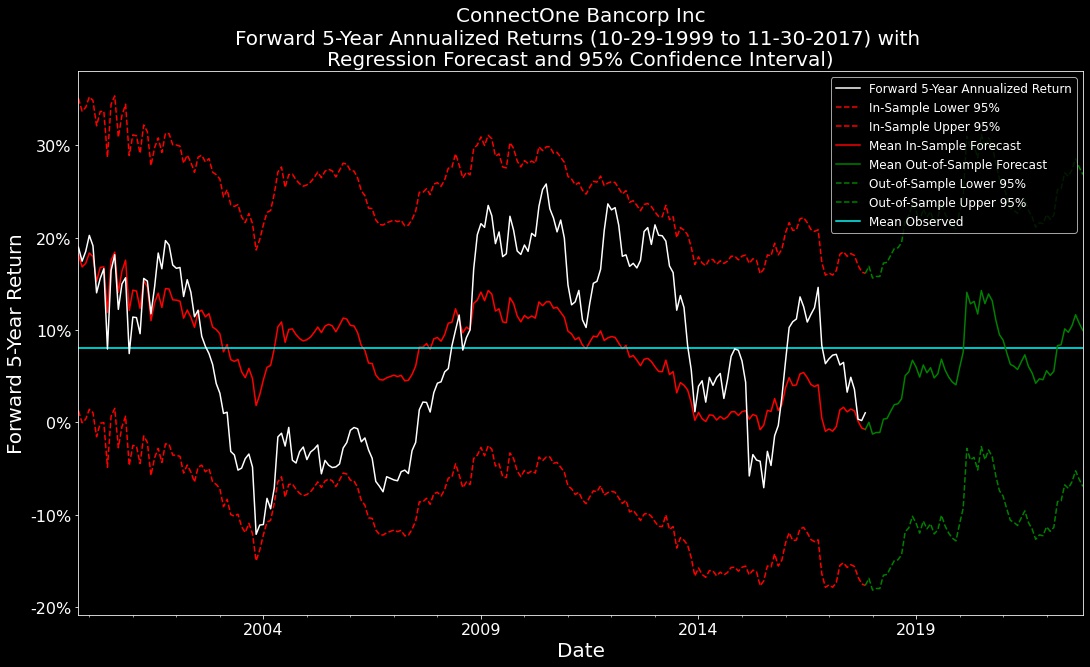 ConnectOne Bancorp Inc
Forward 5-Year Annualized Returns (10-29-1999 to 11-30-2017) with
Regression Forecast and 95% Confidence Interval)
Forward 5-Year Annualized Return
In-Sample Lower 95%
In-Sample Upper 95%
Mean In-Sample Forecast
Mean Out-of-Sample Forecast
Out-of-Sample Lower 95%
Out-of-Sample Upper 95%
Mean Observed
Forward 5-Year Return
30%
20%
10%
0%
-10%
-20%
2004
2009
2014
2019
Date